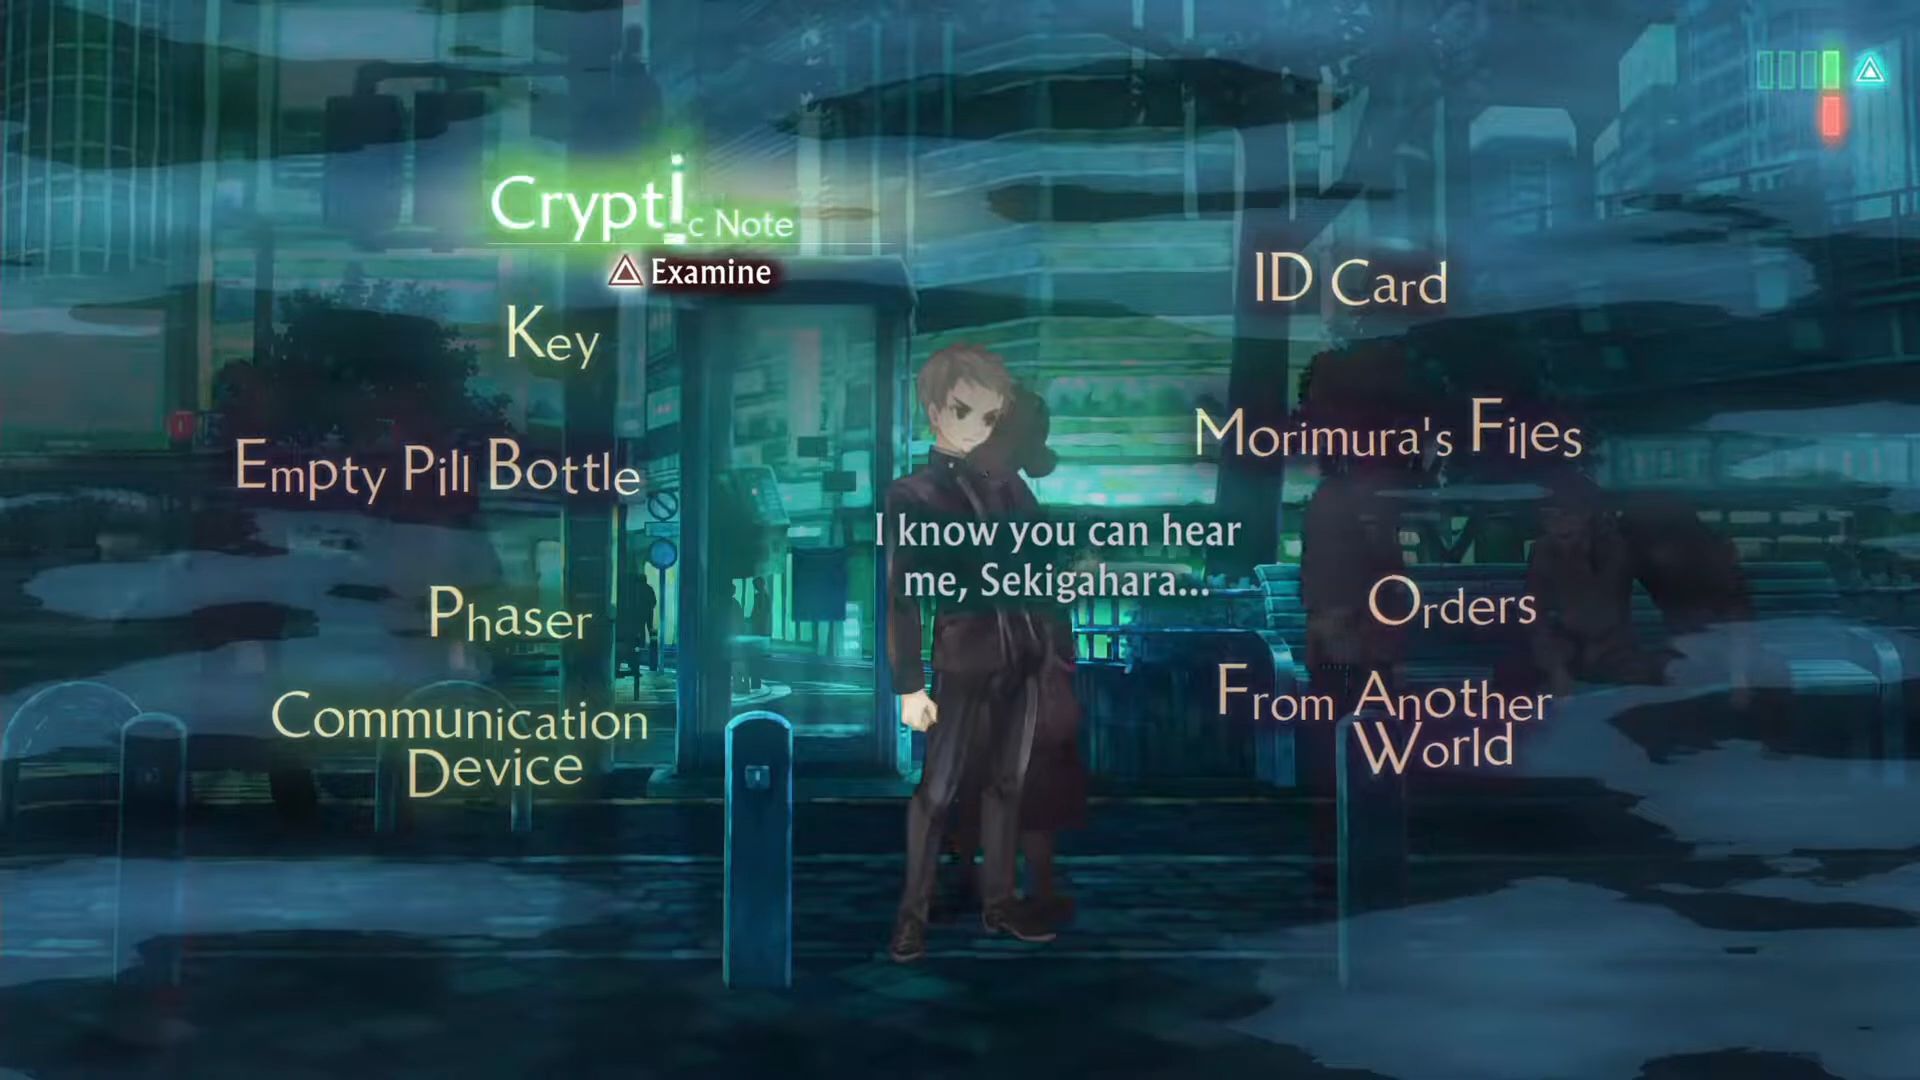 Cryptic Note
Examine
Key
Empty Pill Bottle
Phaser
Communication
Device
I know you can hear
me, Sekigahara...
ID Card
Morimura's Files
Orders
From Another
World